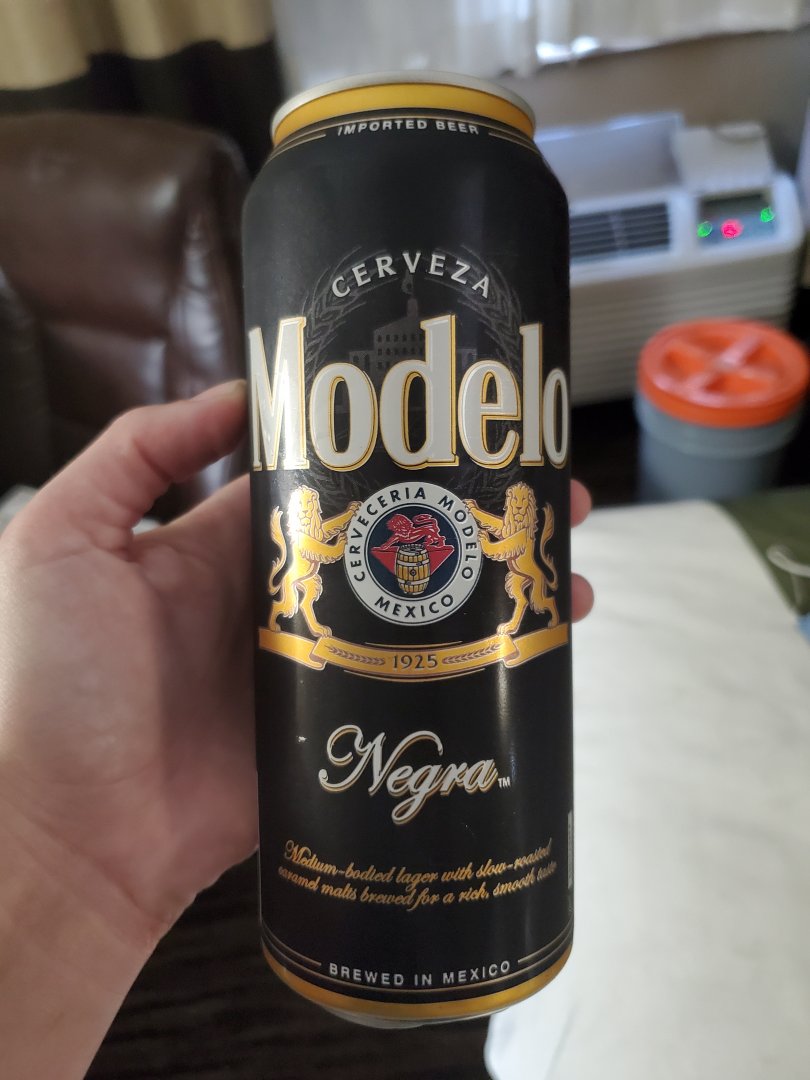 IMPORTED BEER
CERVEZA
Modelo
CERVECERIA MODELO
MEXICO
1925
Negra™
Medium-bodied lager with slow-roasted
caramel malts brewed for a rich, smooth taste
BREWED IN MEXICO